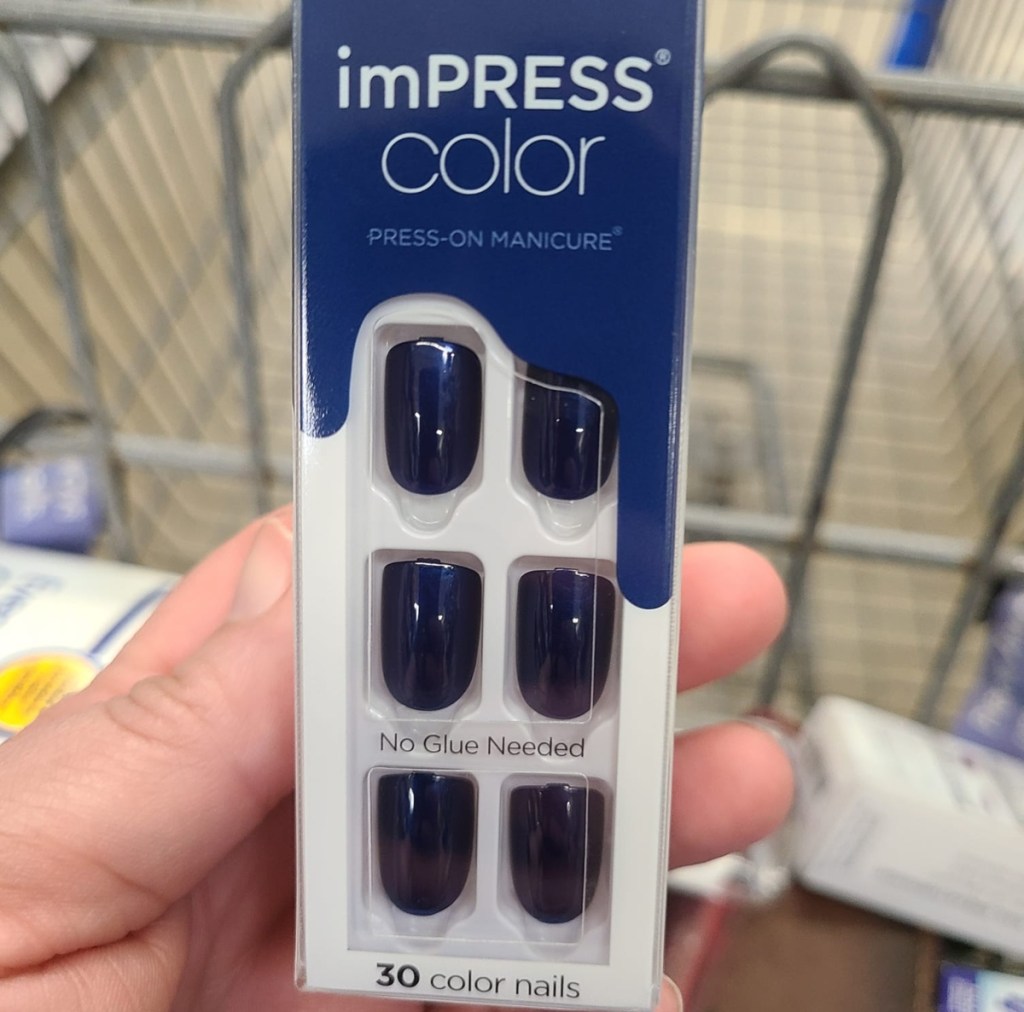 imPRESS®
color
PRESS-ON MANICURE®
No Glue Needed
30 color nails